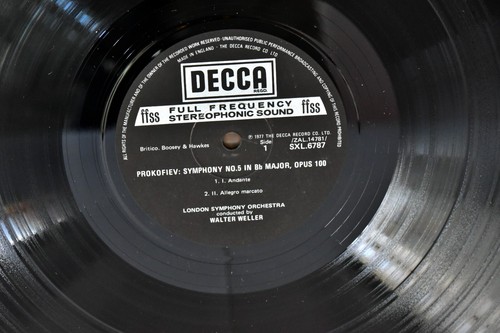 ALL RIGHTS OF THE MANUFACTURER AND OF THE OWNER OF THE RECORDED WORK RESERVED · UNAUTHORISED PUBLIC PERFORMANCE BROADCASTING AND COPYING OF THIS RECORD PROHIBITED
MADE IN ENGLAND · THE DECCA RECORD CO LTD
DECCA
REGD.
ffss FULL FREQUENCY ffss
STEREOPHONIC SOUND
℗ 1977 THE DECCA RECORD CO. LTD.
Britico. Boosey & Hawkes
Side
1
/ZAL.14781/
SXL.6787
PROKOFIEV: SYMPHONY NO.5 IN Bb MAJOR, OPUS 100
1. I. Andante
2. II. Allegro marcato
LONDON SYMPHONY ORCHESTRA
conducted by
WALTER WELLER